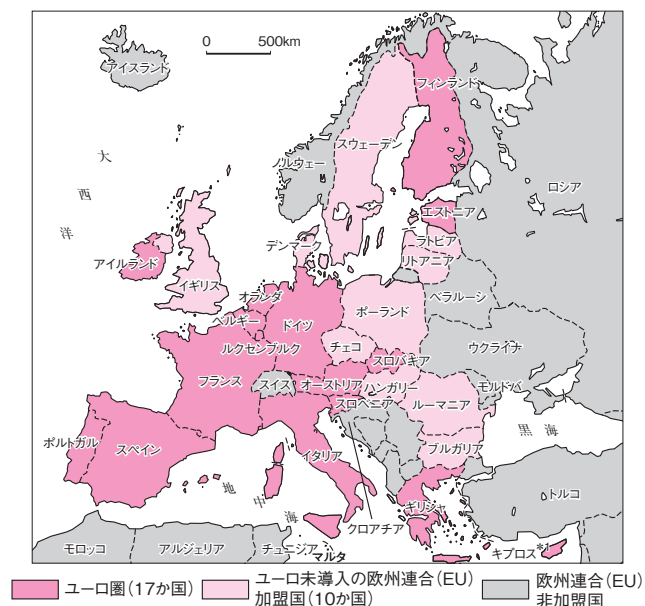 アイスランド
0 500km
フィンランド
スウェーデン
ノルウェー
大西洋
ロシア
エストニア
ラトビア
リトアニア
デンマーク
アイルランド
イギリス
オランダ
ベラルーシ
ポーランド
ベルギー
ドイツ
ルクセンブルク
チェコ
スロバキア
ウクライナ
フランス
スイス
オーストリア
ハンガリー
モルドバ
スロベニア
ルーマニア
黒海
ポルトガル
スペイン
イタリア
ブルガリア
地中海
クロアチア
ギリシャ
トルコ
モロッコ
アルジェリア
チュニジア
マルタ
キプロス*1
ユーロ圏(17か国)
ユーロ未導入の欧州連合(EU)
加盟国(10か国)
欧州連合(EU)
非加盟国